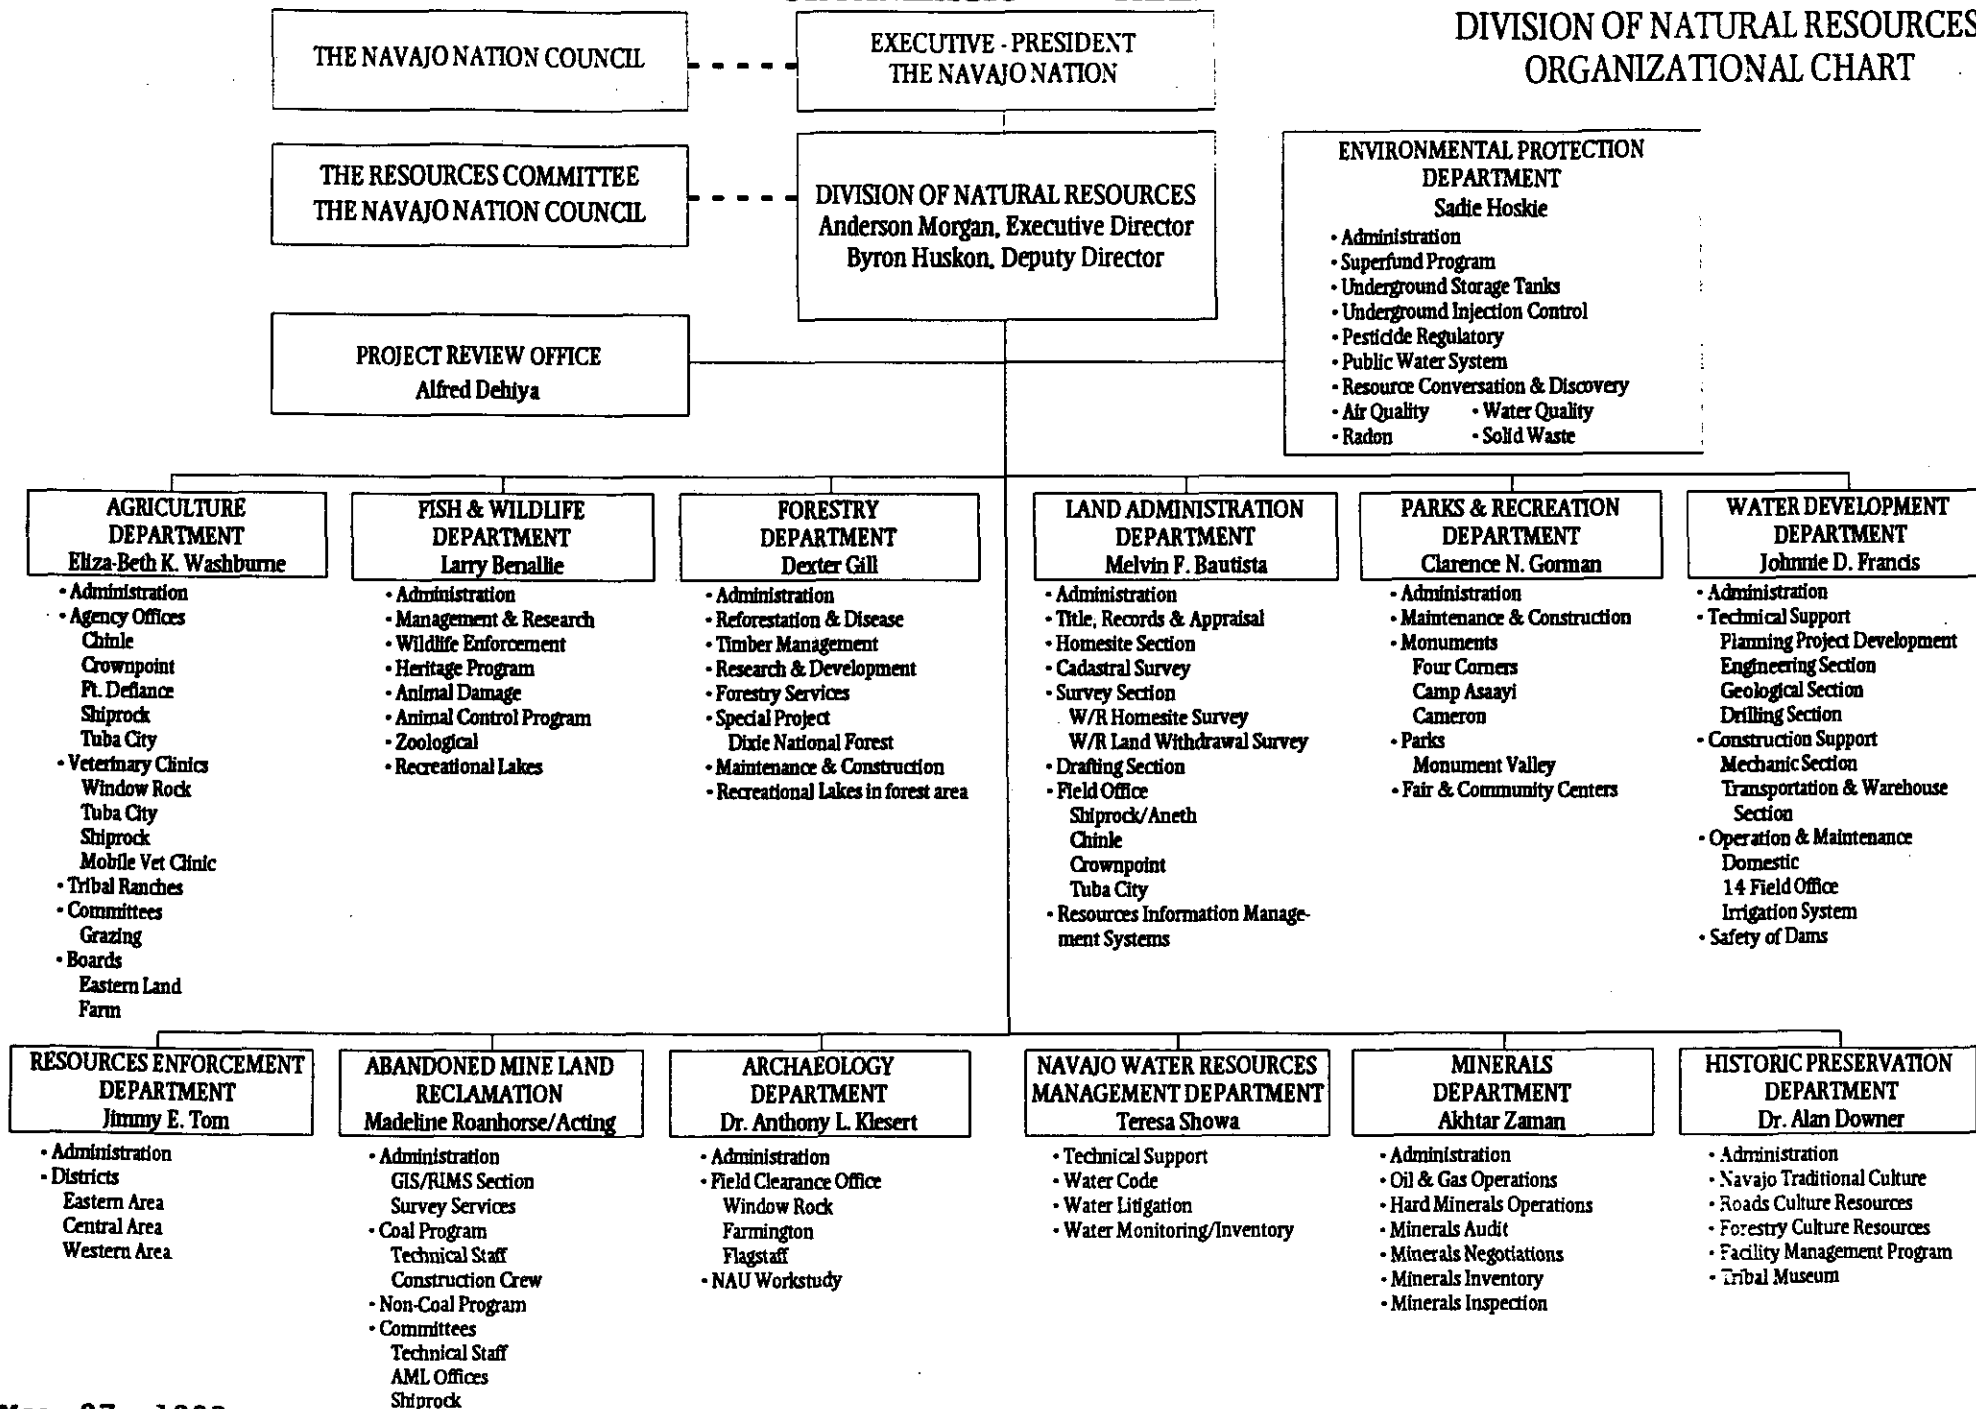 DIVISION OF NATURAL RESOURCES
ORGANIZATIONAL CHART
THE NAVAJO NATION COUNCIL
EXECUTIVE - PRESIDENT
THE NAVAJO NATION
THE RESOURCES COMMITTEE
THE NAVAJO NATION COUNCIL
DIVISION OF NATURAL RESOURCES
Anderson Morgan, Executive Director
Byron Huskon, Deputy Director
ENVIRONMENTAL PROTECTION
DEPARTMENT
Sadie Hoskie
• Administration
• Superfund Program
• Underground Storage Tanks
• Underground Injection Control
• Pesticide Regulatory
• Public Water System
• Resource Conversation & Discovery
• Air Quality • Water Quality
• Radon • Solid Waste
PROJECT REVIEW OFFICE
Alfred Dehiya
AGRICULTURE
DEPARTMENT
Eliza-Beth K. Washburne
• Administration
• Agency Offices
Chinle
Crownpoint
Ft. Defiance
Shiprock
Tuba City
• Veterinary Clinics
Window Rock
Tuba City
Shiprock
Mobile Vet Clinic
• Tribal Ranches
• Committees
Grazing
• Boards
Eastern Land
Farm
FISH & WILDLIFE
DEPARTMENT
Larry Benallie
• Administration
• Management & Research
• Wildlife Enforcement
• Heritage Program
• Animal Damage
• Animal Control Program
• Zoological
• Recreational Lakes
FORESTRY
DEPARTMENT
Dexter Gill
• Administration
• Reforestation & Disease
• Timber Management
• Research & Development
• Forestry Services
• Special Project
Dixie National Forest
• Maintenance & Construction
• Recreational Lakes in forest area
LAND ADMINISTRATION
DEPARTMENT
Melvin F. Bautista
• Administration
• Title, Records & Appraisal
• Homesite Section
• Cadastral Survey
• Survey Section
W/R Homesite Survey
W/R Land Withdrawal Survey
• Drafting Section
• Field Office
Shiprock/Aneth
Chinle
Crownpoint
Tuba City
• Resources Information Manage-
ment Systems
PARKS & RECREATION
DEPARTMENT
Clarence N. Gorman
• Administration
• Maintenance & Construction
• Monuments
Four Corners
Camp Asaayi
Cameron
• Parks
Monument Valley
• Fair & Community Centers
WATER DEVELOPMENT
DEPARTMENT
Johnnie D. Francis
• Administration
• Technical Support
Planning Project Development
Engineering Section
Geological Section
Drilling Section
• Construction Support
Mechanic Section
Transportation & Warehouse
Section
• Operation & Maintenance
Domestic
14 Field Office
Irrigation System
• Safety of Dams
RESOURCES ENFORCEMENT
DEPARTMENT
Jimmy E. Tom
• Administration
• Districts
Eastern Area
Central Area
Western Area
ABANDONED MINE LAND
RECLAMATION
Madeline Roanhorse/Acting
• Administration
GIS/RIMS Section
Survey Services
• Coal Program
Technical Staff
Construction Crew
• Non-Coal Program
• Committees
Technical Staff
AML Offices
Shiprock
ARCHAEOLOGY
DEPARTMENT
Dr. Anthony L. Klesert
• Administration
• Field Clearance Office
Window Rock
Farmington
Flagstaff
• NAU Workstudy
NAVAJO WATER RESOURCES
MANAGEMENT DEPARTMENT
Teresa Showa
• Technical Support
• Water Code
• Water Litigation
• Water Monitoring/Inventory
MINERALS
DEPARTMENT
Akhtar Zaman
• Administration
• Oil & Gas Operations
• Hard Minerals Operations
• Minerals Audit
• Minerals Negotiations
• Minerals Inventory
• Minerals Inspection
HISTORIC PRESERVATION
DEPARTMENT
Dr. Alan Downer
• Administration
• Navajo Traditional Culture
• Roads Culture Resources
• Forestry Culture Resources
• Facility Management Program
• Tribal Museum